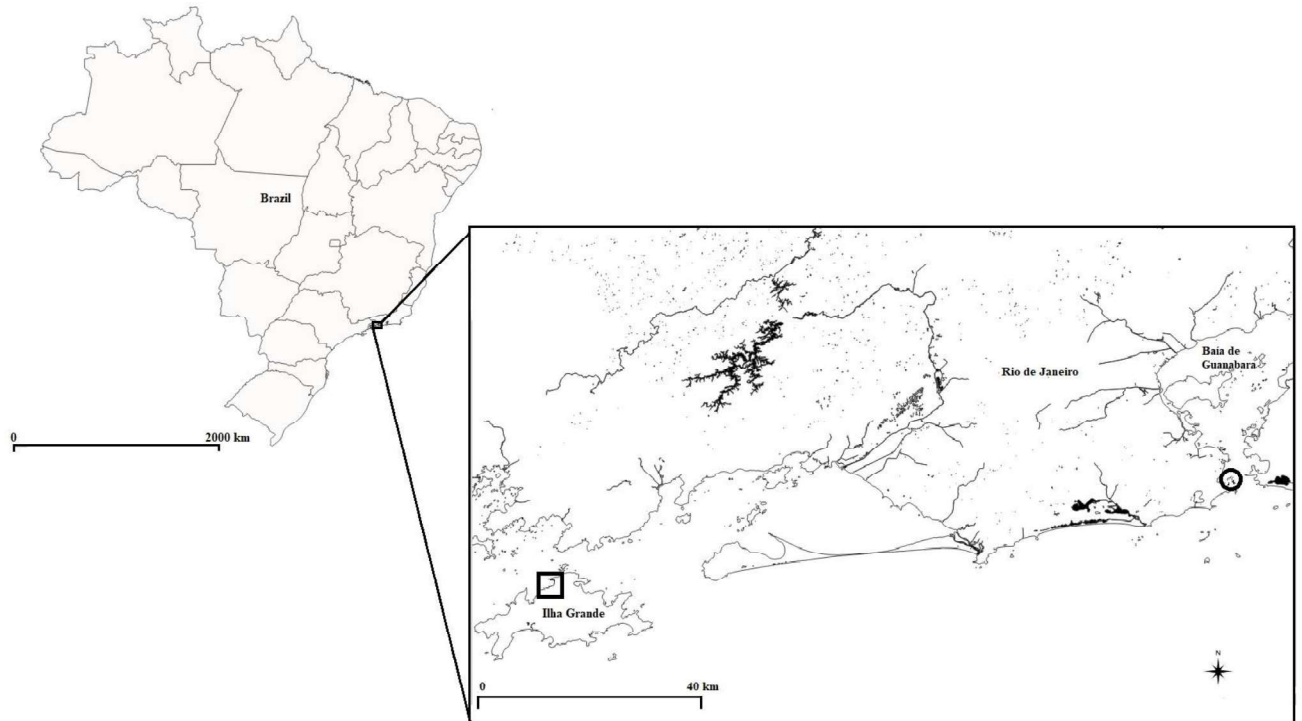 Brazil
0 2000 km
Rio de Janeiro
Baía de
Guanabara
Ilha Grande
0 40 km
N